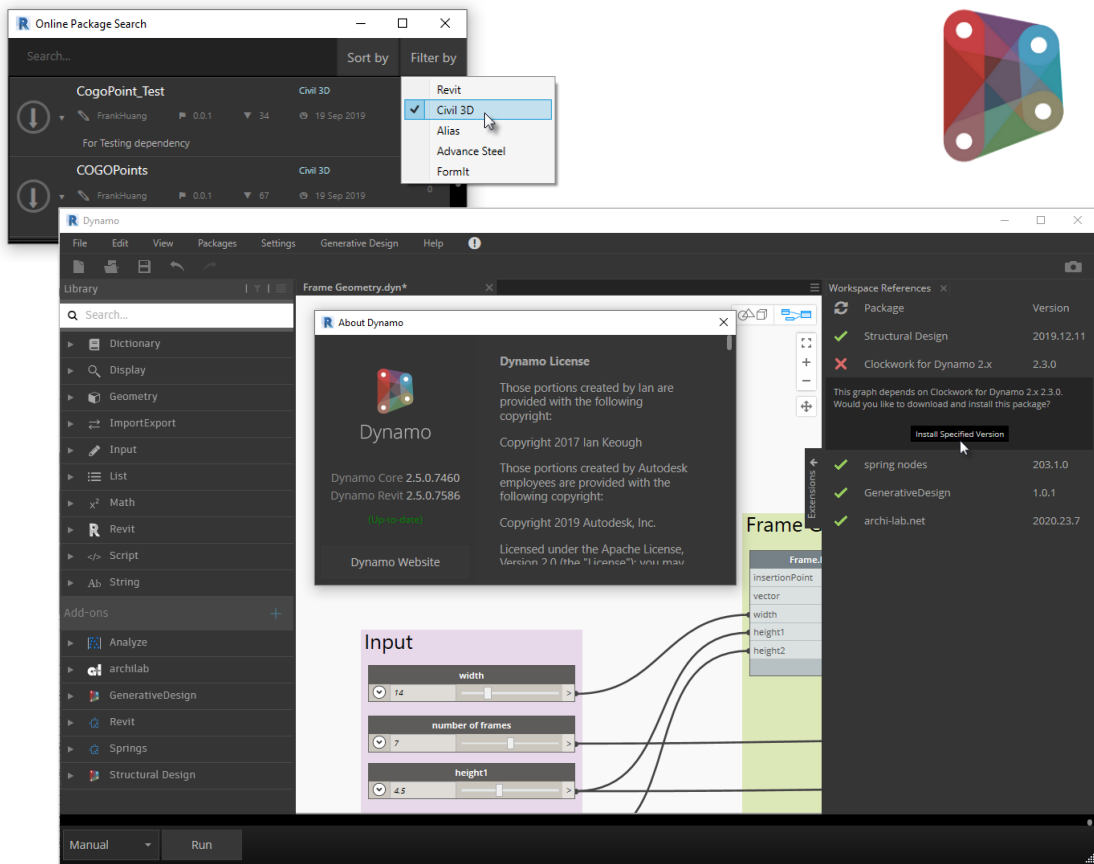 Online Package Search
Search...
Sort by
Filter by
CogoPoint_Test
Civil 3D
FrankHuang
0.0.1
34
19 Sep 2019
For Testing dependency
COGOPoints
Civil 3D
FrankHuang
0.0.1
67
19 Sep 2019
0
Revit
Civil 3D
Alias
Advance Steel
FormIt
Dynamo
File Edit View Packages Settings Generative Design Help
Library
Search...
Dictionary
Display
Geometry
ImportExport
Input
List
Math
Revit
Script
String
Add-ons
Analyze
archilab
GenerativeDesign
Revit
Springs
Structural Design
Frame Geometry.dyn*
About Dynamo
Dynamo
Dynamo Core 2.5.0.7460
Dynamo Revit 2.5.0.7586
(Up-to-date)
Dynamo Website
Dynamo License
Those portions created by Ian are
provided with the following
copyright:
Copyright 2017 Ian Keough
Those portions created by Autodesk
employees are provided with the
following copyright:
Copyright 2019 Autodesk, Inc.
Licensed under the Apache License,
Version 2.0 (the "License"); you may
Input
width
14
number of frames
7
height1
4.5
Frame
Frame.
insertionPoint
vector
width
height1
height2
Extensions
Workspace References
Package Version
Structural Design 2019.12.11
Clockwork for Dynamo 2.x 2.3.0
This graph depends on Clockwork for Dynamo 2.x 2.3.0.
Would you like to download and install this package?
Install Specified Version
spring nodes 203.1.0
GenerativeDesign 1.0.1
archi-lab.net 2020.23.7
Manual
Run